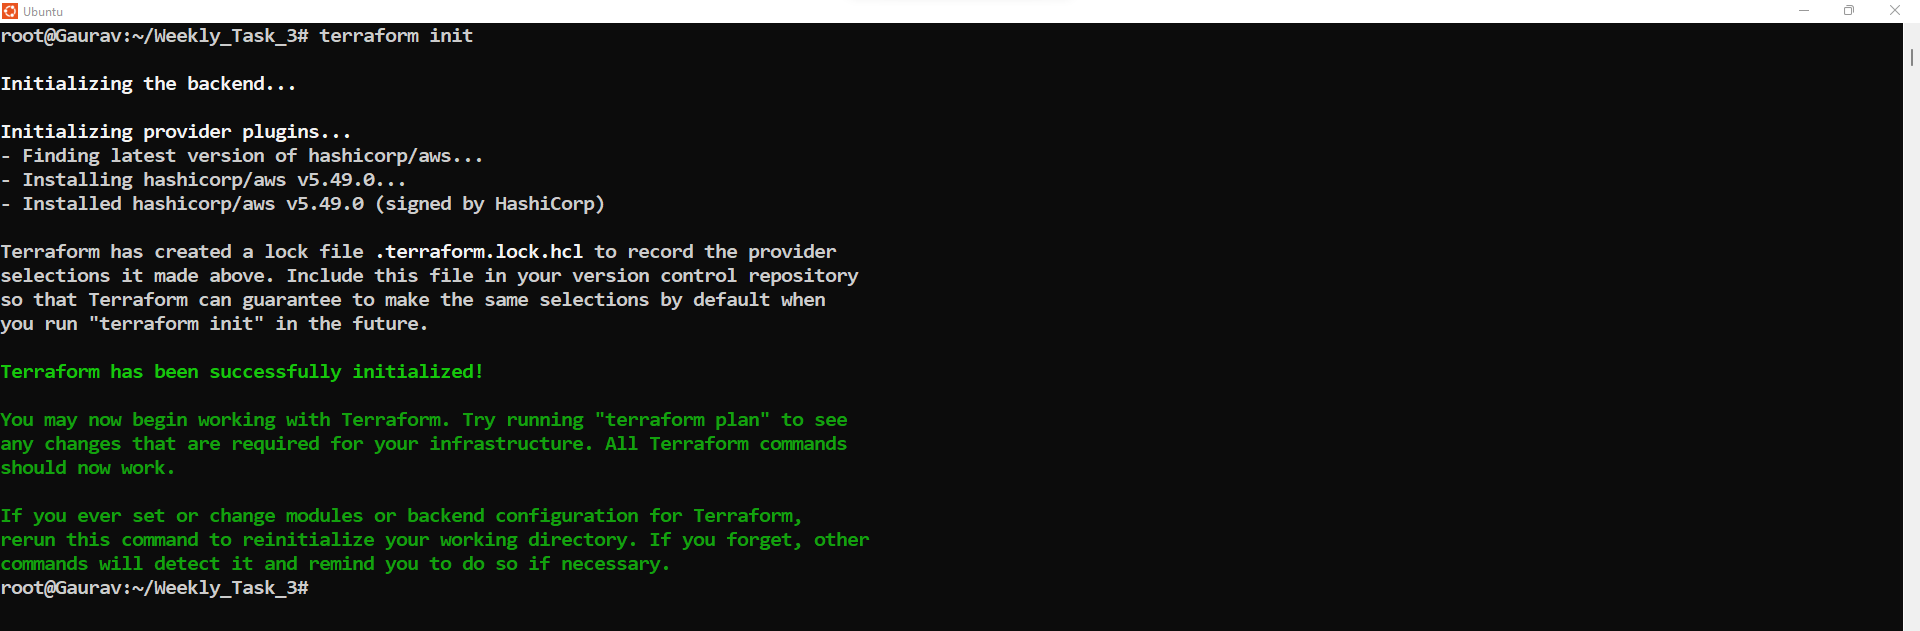 Ubuntu
root@Gaurav:~/Weekly_Task_3# terraform init
Initializing the backend...
Initializing provider plugins...
- Finding latest version of hashicorp/aws...
- Installing hashicorp/aws v5.49.0...
- Installed hashicorp/aws v5.49.0 (signed by HashiCorp)
Terraform has created a lock file .terraform.lock.hcl to record the provider
selections it made above. Include this file in your version control repository
so that Terraform can guarantee to make the same selections by default when
you run "terraform init" in the future.
Terraform has been successfully initialized!
You may now begin working with Terraform. Try running "terraform plan" to see
any changes that are required for your infrastructure. All Terraform commands
should now work.
If you ever set or change modules or backend configuration for Terraform,
rerun this command to reinitialize your working directory. If you forget, other
commands will detect it and remind you to do so if necessary.
root@Gaurav:~/Weekly_Task_3#